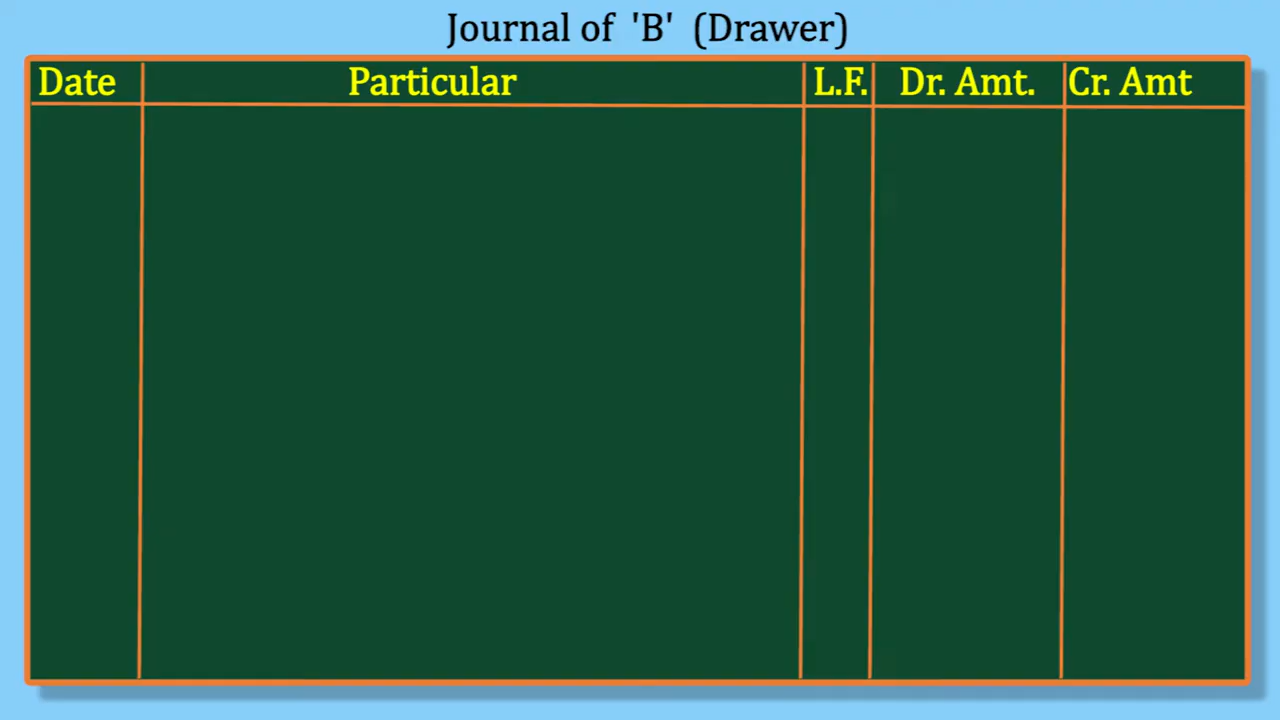 Journal of 'B' (Drawer)
Date Particular L.F. Dr. Amt. Cr. Amt